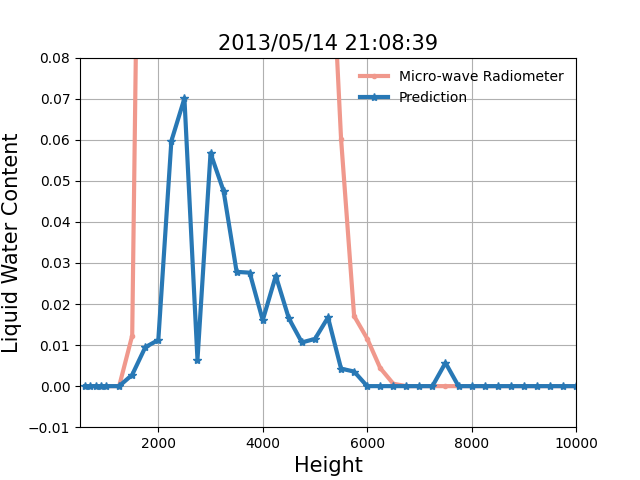 2013/05/14 21:08:39
Micro-wave Radiometer
Prediction
Liquid Water Content
0.08
0.07
0.06
0.05
0.04
0.03
0.02
0.01
0.00
−0.01
2000 4000 6000 8000 10000
Height